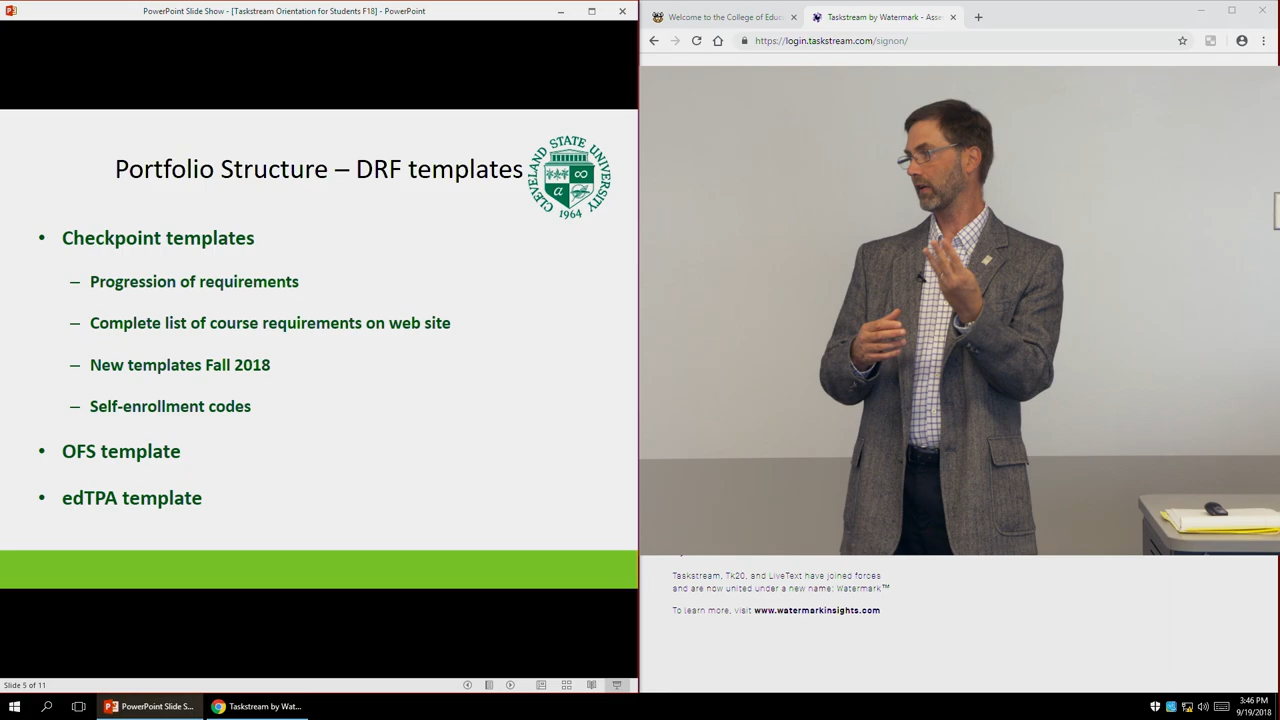 PowerPoint Slide Show - [Taskstream Orientation for Students F18] - PowerPoint
Portfolio Structure – DRF templates
CLEVELAND STATE UNIVERSITY
1964
• Checkpoint templates
– Progression of requirements
– Complete list of course requirements on web site
– New templates Fall 2018
– Self-enrollment codes
• OFS template
• edTPA template
Slide 5 of 11
Welcome to the College of Educ
Taskstream by Watermark - Asse
https://login.taskstream.com/signon/
Taskstream, Tk20, and LiveText have joined forces
and are now united under a new name: Watermark™
To learn more, visit www.watermarkinsights.com
PowerPoint Slide S...
Taskstream by Wat...
3:46 PM
9/19/2018